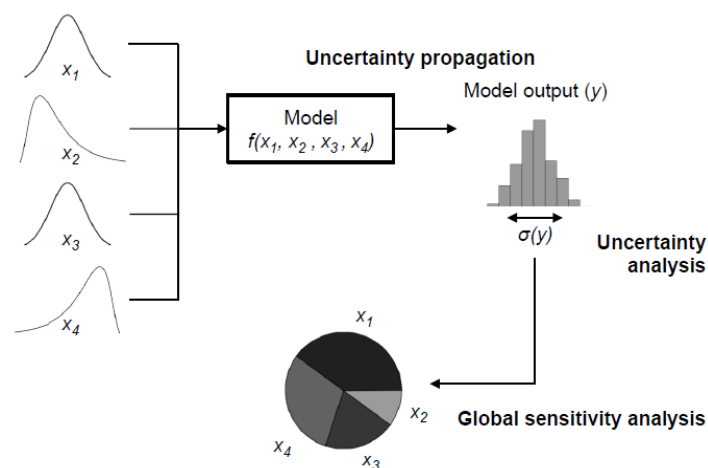 x1
x2
x3
x4
Uncertainty propagation
Model
f(x1, x2 , x3, x4)
Model output (y)
σ(y)
Uncertainty
analysis
x1
x2
x3
x4
Global sensitivity analysis